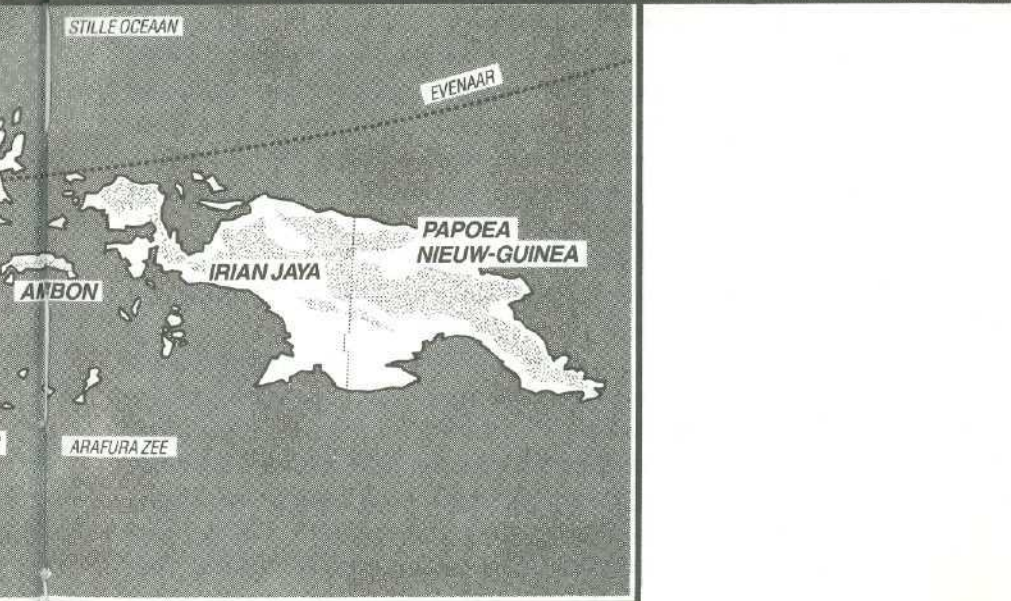 STILLE OCEAAN
EVENAAR
PAPOEA
NIEUW-GUINEA
IRIAN JAYA
AMBON
ARAFURA ZEE